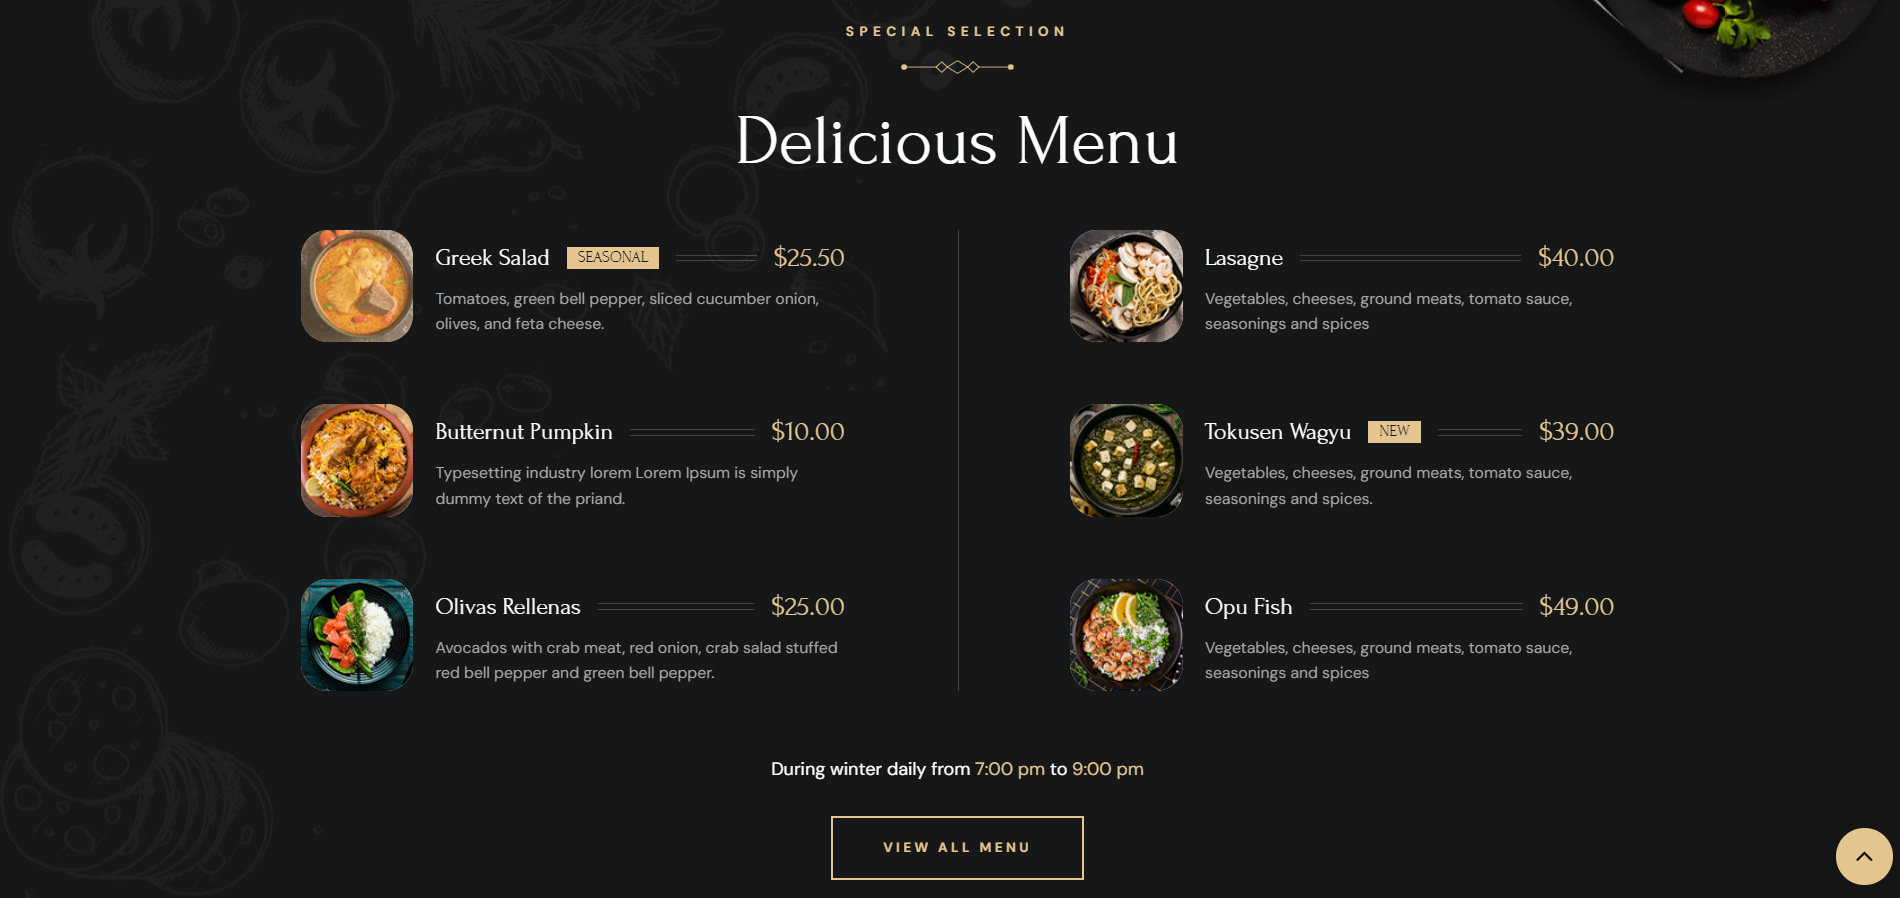 SPECIAL SELECTION
Delicious Menu
Greek Salad SEASONAL $25.50
Tomatoes, green bell pepper, sliced cucumber onion,
olives, and feta cheese.
Butternut Pumpkin $10.00
Typesetting industry lorem Lorem Ipsum is simply
dummy text of the priand.
Olivas Rellenas $25.00
Avocados with crab meat, red onion, crab salad stuffed
red bell pepper and green bell pepper.
Lasagne $40.00
Vegetables, cheeses, ground meats, tomato sauce,
seasonings and spices
Tokusen Wagyu NEW $39.00
Vegetables, cheeses, ground meats, tomato sauce,
seasonings and spices.
Opu Fish $49.00
Vegetables, cheeses, ground meats, tomato sauce,
seasonings and spices
During winter daily from 7:00 pm to 9:00 pm
VIEW ALL MENU